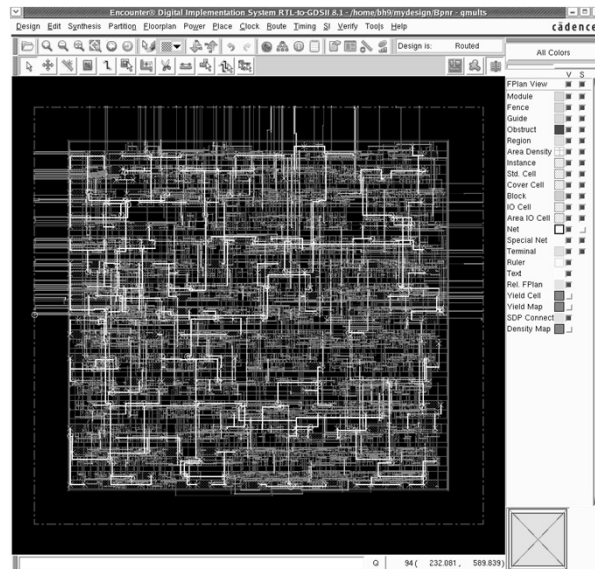 Encounter® Digital Implementation System RTL-to-GDSII 8.1 - /home/bh9/mydesign/Bpnr - qmults
Design Edit Synthesis Partition Floorplan Power Place Clock Route Timing SI Verify Tools Help
cādence
Design is: Routed
All Colors
V S
FPlan View
Module
Fence
Guide
Obstruct
Region
Area Density
Instance
Std. Cell
Cover Cell
Block
IO Cell
Area IO Cell
Net
Special Net
Terminal
Ruler
Text
Rel. FPlan
Yield Cell
Yield Map
SDP Connect
Density Map
Q 94( 232.081, 589.839)